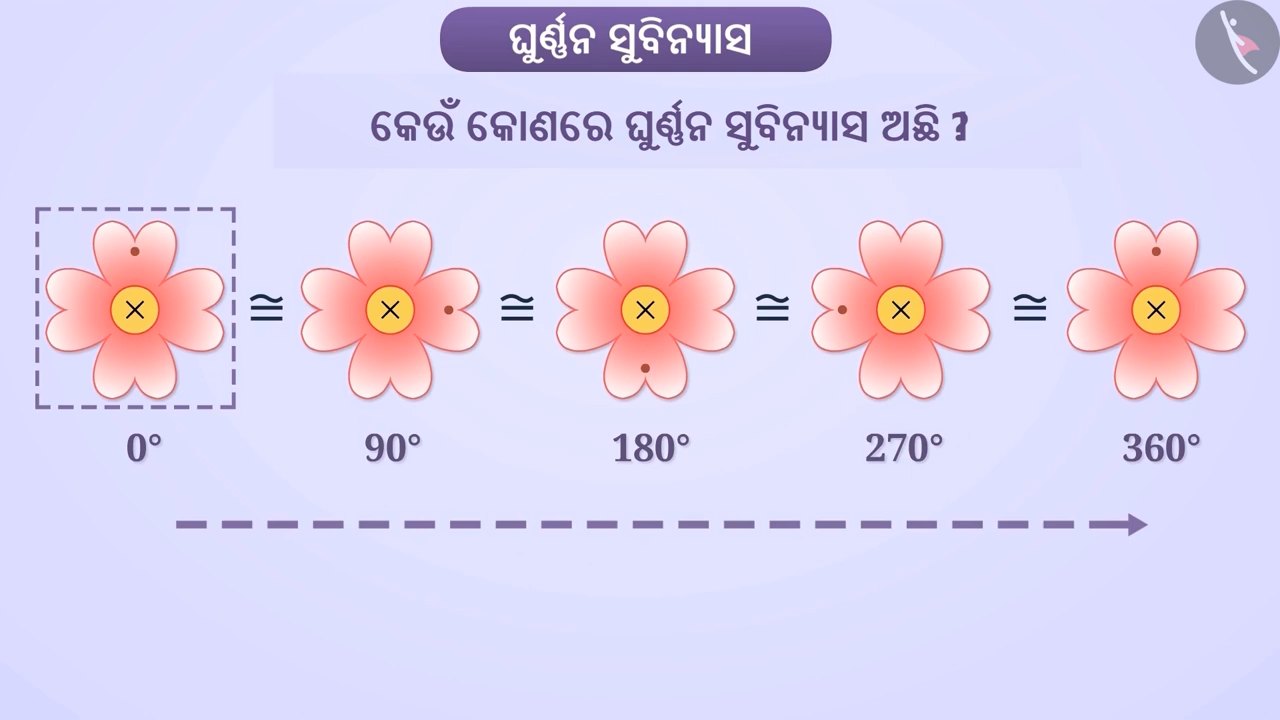 ଘୁର୍ଣ୍ଣନ ସୁବିନ୍ୟାସ
କେଉଁ କୋଣରେ ଘୁର୍ଣ୍ଣନ ସୁବିନ୍ୟାସ ଅଛି ?
≅ ≅ ≅ ≅
0° 90° 180° 270° 360°